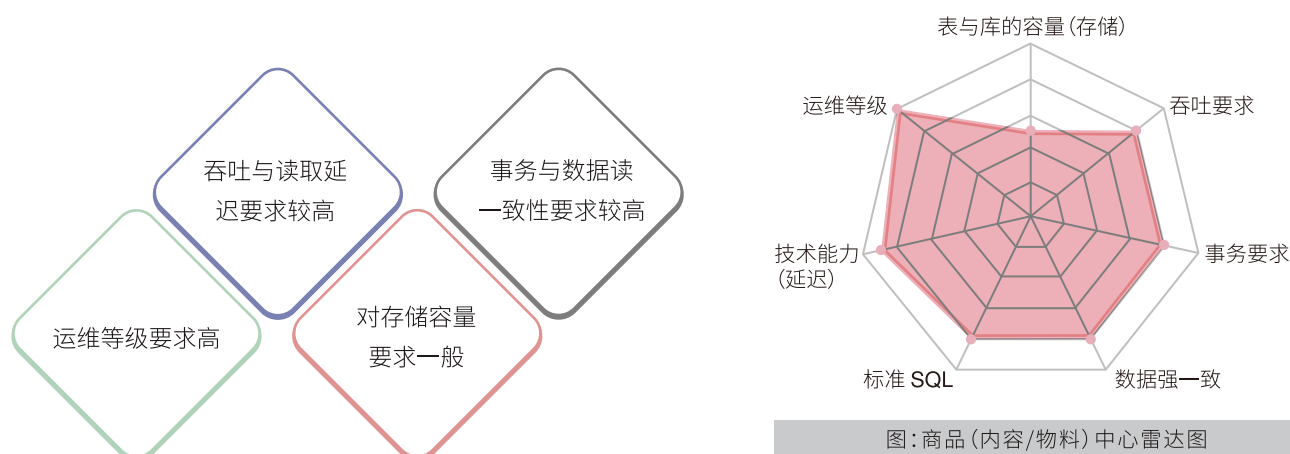 吞吐与读取延
迟要求较高
事务与数据读
一致性要求较高
运维等级要求高
对存储容量
要求一般
表与库的容量(存储)
运维等级
吞吐要求
技术能力
(延迟)
事务要求
标准 SQL
数据强一致
图:商品(内容/物料)中心雷达图